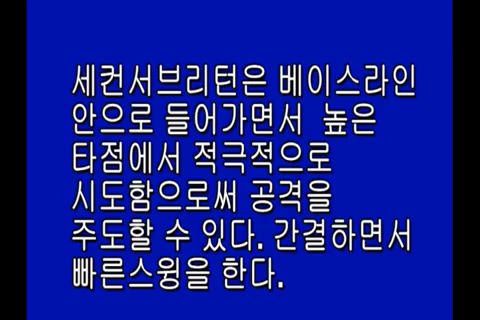 세컨서브리턴은 베이스라인
안으로 들어가면서  높은
타점에서 적극적으로
시도함으로써 공격을
주도할 수 있다. 간결하면서
빠른스윙을 한다.